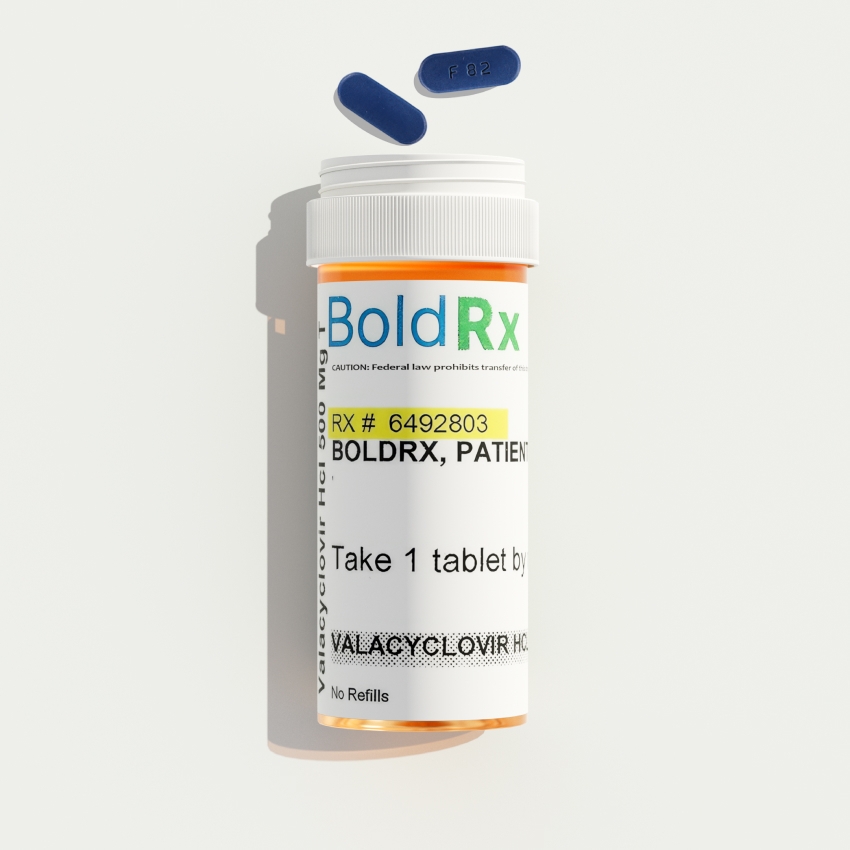 F 82
BoldRx
CAUTION: Federal law prohibits transfer of
RX # 6492803
BOLDRX, PATIENT
Take 1 tablet by
VALACYCLOVIR HCL
No Refills
Valacyclovir Hcl 500 Mg T